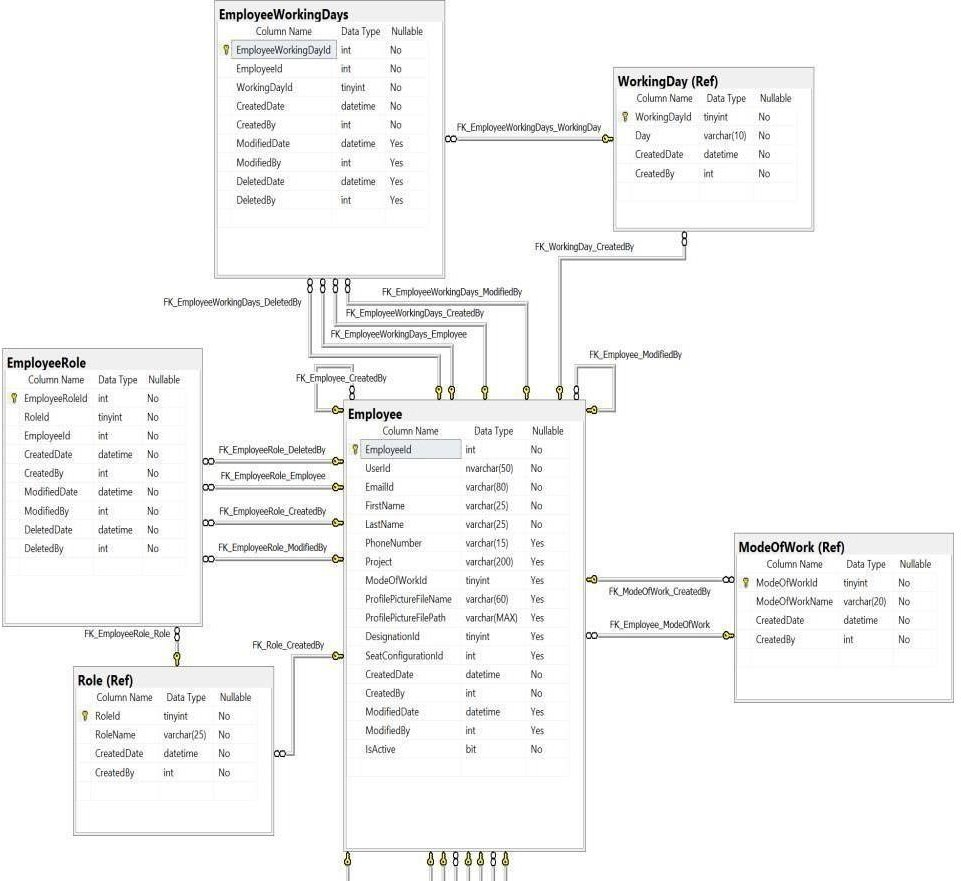 EmployeeWorkingDays
Column Name Data Type Nullable
EmployeeWorkingDayId int No
EmployeeId int No
WorkingDayId tinyint No
CreatedDate datetime No
CreatedBy int No
ModifiedDate datetime Yes
ModifiedBy int Yes
DeletedDate datetime Yes
DeletedBy int Yes
FK_EmployeeWorkingDays_WorkingDay
WorkingDay (Ref)
Column Name Data Type Nullable
WorkingDayId tinyint No
Day varchar(10) No
CreatedDate datetime No
CreatedBy int No
FK_WorkingDay_CreatedBy
FK_EmployeeWorkingDays_DeletedBy
FK_EmployeeWorkingDays_ModifiedBy
FK_EmployeeWorkingDays_CreatedBy
FK_EmployeeWorkingDays_Employee
FK_Employee_CreatedBy
FK_Employee_ModifiedBy
EmployeeRole
Column Name Data Type Nullable
EmployeeRoleId int No
RoleId tinyint No
EmployeeId int No
CreatedDate datetime No
CreatedBy int No
ModifiedDate datetime No
ModifiedBy int No
DeletedDate datetime No
DeletedBy int No
FK_EmployeeRole_DeletedBy
FK_EmployeeRole_Employee
FK_EmployeeRole_CreatedBy
FK_EmployeeRole_ModifiedBy
Employee
Column Name Data Type Nullable
EmployeeId int No
UserId nvarchar(50) No
EmailId varchar(80) No
FirstName varchar(25) No
LastName varchar(25) No
PhoneNumber varchar(15) Yes
Project varchar(200) Yes
ModeOfWorkId tinyint Yes
ProfilePictureFileName varchar(60) Yes
ProfilePictureFilePath varchar(MAX) Yes
DesignationId tinyint Yes
SeatConfigurationId int Yes
CreatedDate datetime No
CreatedBy int No
ModifiedDate datetime Yes
ModifiedBy int Yes
IsActive bit No
FK_ModeOfWork_CreatedBy
FK_Employee_ModeOfWork
ModeOfWork (Ref)
Column Name Data Type Nullable
ModeOfWorkId tinyint No
ModeOfWorkName varchar(20) No
CreatedDate datetime No
CreatedBy int No
FK_EmployeeRole_Role
FK_Role_CreatedBy
Role (Ref)
Column Name Data Type Nullable
RoleId tinyint No
RoleName varchar(25) No
CreatedDate datetime No
CreatedBy int No